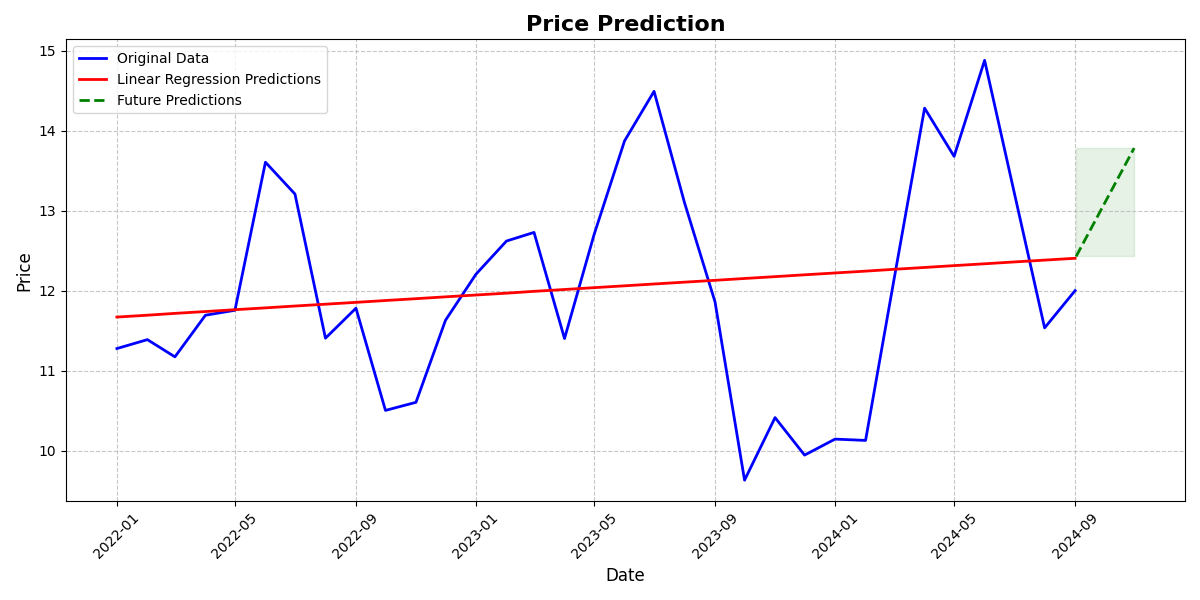 Price Prediction
Original Data
Linear Regression Predictions
Future Predictions
Price
15
14
13
12
11
10
2022-01
2022-05
2022-09
2023-01
2023-05
2023-09
2024-01
2024-05
2024-09
Date